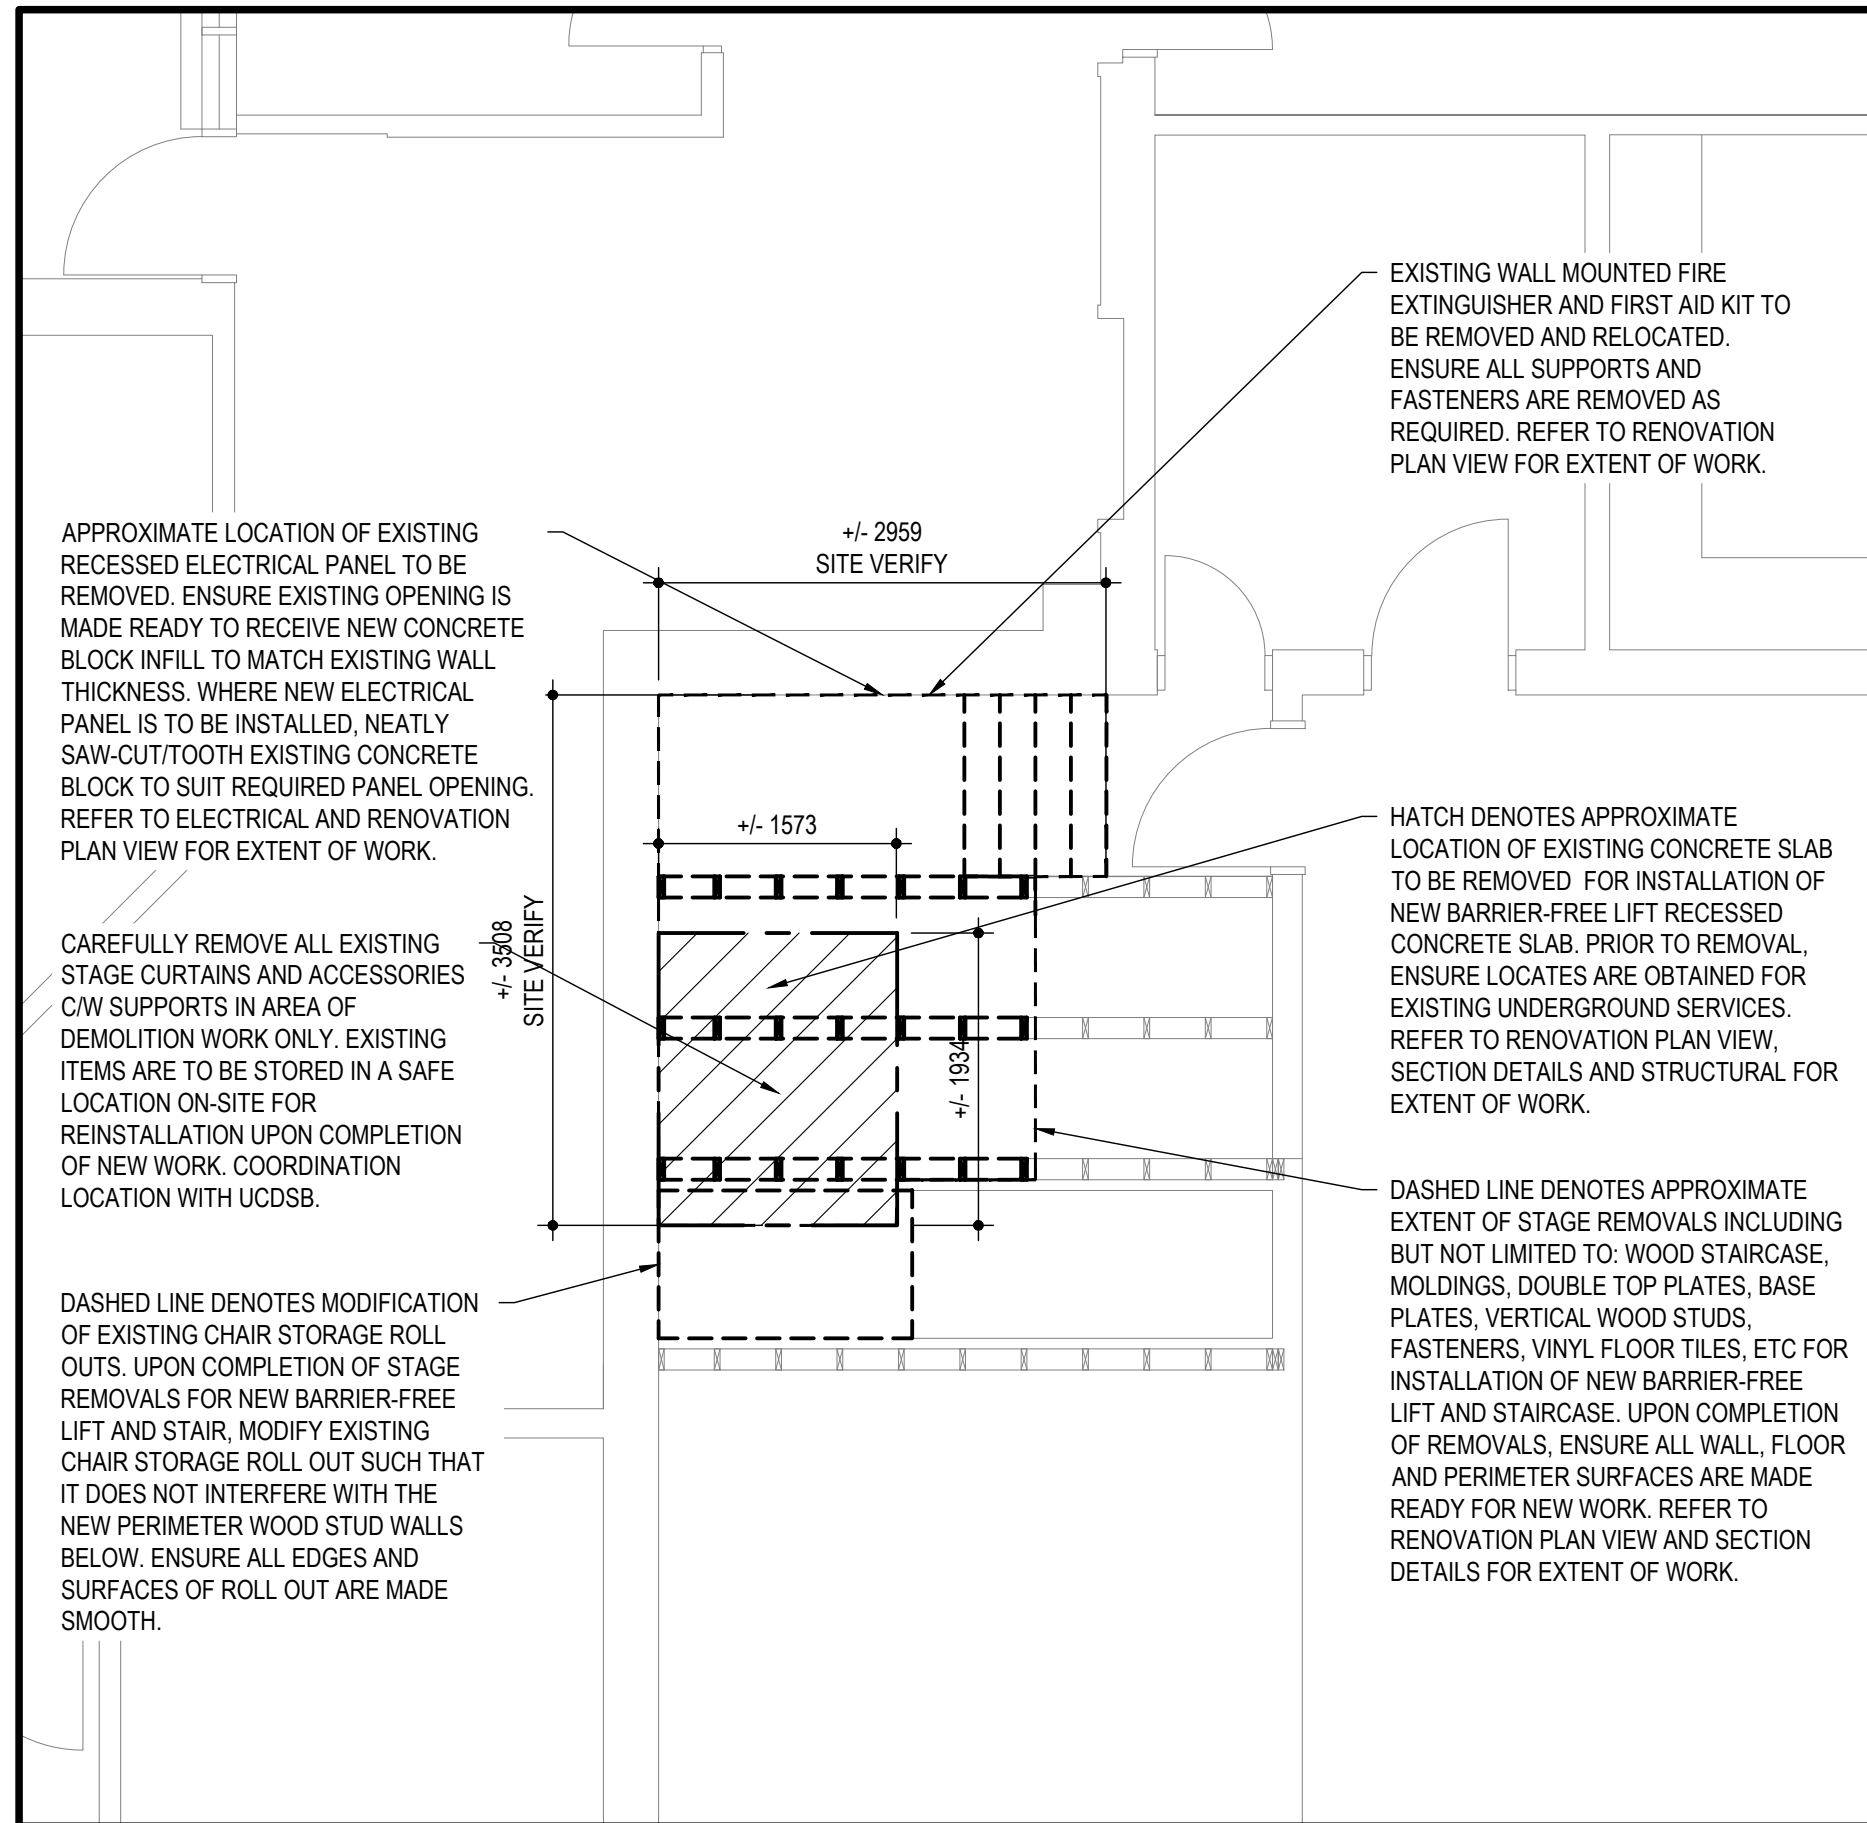 EXISTING WALL MOUNTED FIRE
EXTINGUISHER AND FIRST AID KIT TO
BE REMOVED AND RELOCATED.
ENSURE ALL SUPPORTS AND
FASTENERS ARE REMOVED AS
REQUIRED. REFER TO RENOVATION
PLAN VIEW FOR EXTENT OF WORK.
APPROXIMATE LOCATION OF EXISTING
RECESSED ELECTRICAL PANEL TO BE
REMOVED. ENSURE EXISTING OPENING IS
MADE READY TO RECEIVE NEW CONCRETE
BLOCK INFILL TO MATCH EXISTING WALL
THICKNESS. WHERE NEW ELECTRICAL
PANEL IS TO BE INSTALLED, NEATLY
SAW-CUT/TOOTH EXISTING CONCRETE
BLOCK TO SUIT REQUIRED PANEL OPENING.
REFER TO ELECTRICAL AND RENOVATION
PLAN VIEW FOR EXTENT OF WORK.
+/- 2959
SITE VERIFY
+/- 1573
+/- 3508
SITE VERIFY
+/- 1934
HATCH DENOTES APPROXIMATE
LOCATION OF EXISTING CONCRETE SLAB
TO BE REMOVED FOR INSTALLATION OF
NEW BARRIER-FREE LIFT RECESSED
CONCRETE SLAB. PRIOR TO REMOVAL,
ENSURE LOCATES ARE OBTAINED FOR
EXISTING UNDERGROUND SERVICES.
REFER TO RENOVATION PLAN VIEW,
SECTION DETAILS AND STRUCTURAL FOR
EXTENT OF WORK.
CAREFULLY REMOVE ALL EXISTING
STAGE CURTAINS AND ACCESSORIES
C/W SUPPORTS IN AREA OF
DEMOLITION WORK ONLY. EXISTING
ITEMS ARE TO BE STORED IN A SAFE
LOCATION ON-SITE FOR
REINSTALLATION UPON COMPLETION
OF NEW WORK. COORDINATION
LOCATION WITH UCDSB.
DASHED LINE DENOTES APPROXIMATE
EXTENT OF STAGE REMOVALS INCLUDING
BUT NOT LIMITED TO: WOOD STAIRCASE,
MOLDINGS, DOUBLE TOP PLATES, BASE
PLATES, VERTICAL WOOD STUDS,
FASTENERS, VINYL FLOOR TILES, ETC FOR
INSTALLATION OF NEW BARRIER-FREE
LIFT AND STAIRCASE. UPON COMPLETION
OF REMOVALS, ENSURE ALL WALL, FLOOR
AND PERIMETER SURFACES ARE MADE
READY FOR NEW WORK. REFER TO
RENOVATION PLAN VIEW AND SECTION
DETAILS FOR EXTENT OF WORK.
DASHED LINE DENOTES MODIFICATION
OF EXISTING CHAIR STORAGE ROLL
OUTS. UPON COMPLETION OF STAGE
REMOVALS FOR NEW BARRIER-FREE
LIFT AND STAIR, MODIFY EXISTING
CHAIR STORAGE ROLL OUT SUCH THAT
IT DOES NOT INTERFERE WITH THE
NEW PERIMETER WOOD STUD WALLS
BELOW. ENSURE ALL EDGES AND
SURFACES OF ROLL OUT ARE MADE
SMOOTH.